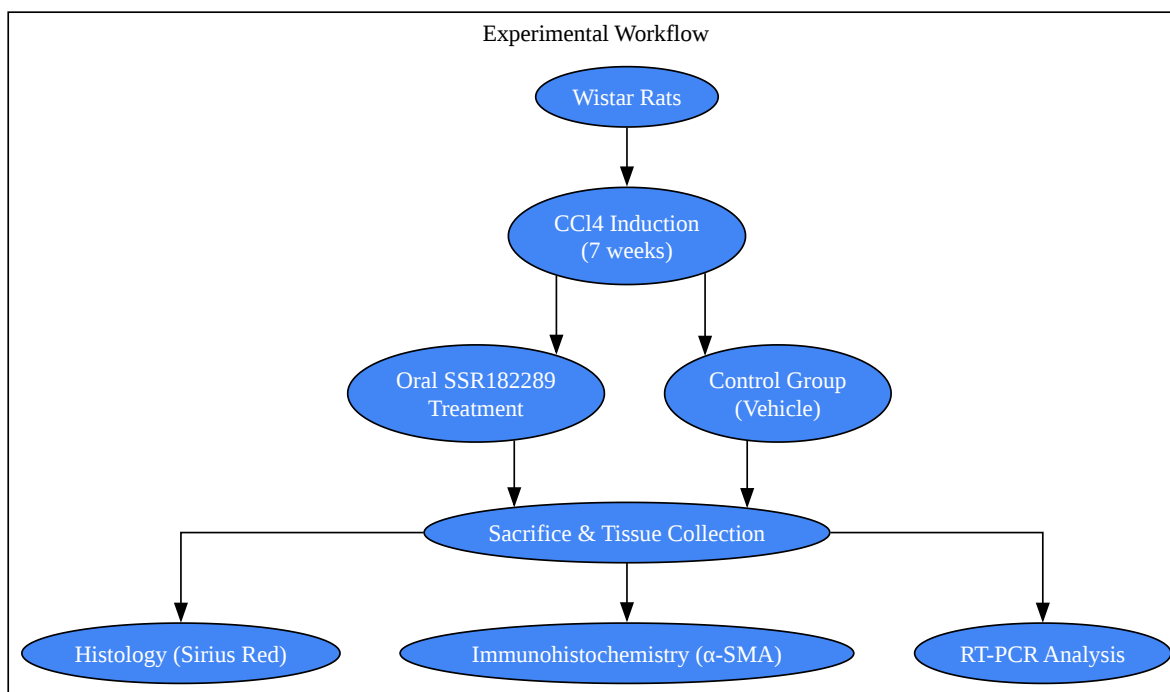 Experimental Workflow
Wistar Rats
CCl4 Induction
(7 weeks)
Oral SSR182289
Treatment
Control Group
(Vehicle)
Sacrifice & Tissue Collection
Histology (Sirius Red)
Immunohistochemistry (α-SMA)
RT-PCR Analysis